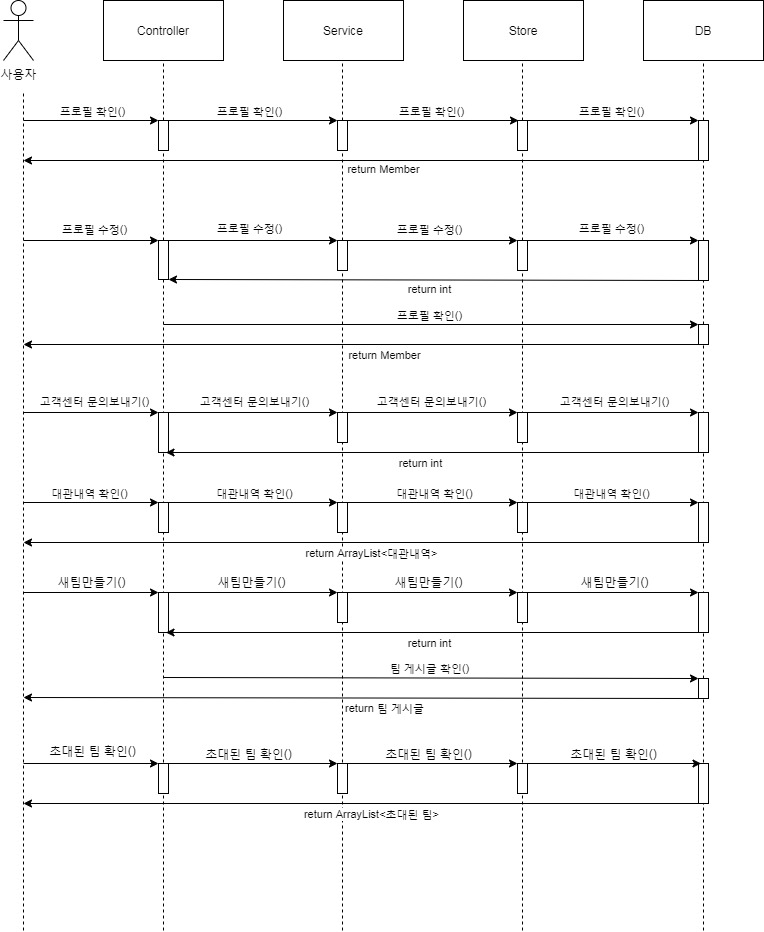 Controller
Service
Store
DB
사용자
프로필 확인()
프로필 확인()
프로필 확인()
프로필 확인()
return Member
프로필 수정()
프로필 수정()
프로필 수정()
프로필 수정()
return int
프로필 확인()
return Member
고객센터 문의보내기()
고객센터 문의보내기()
고객센터 문의보내기()
고객센터 문의보내기()
return int
대관내역 확인()
대관내역 확인()
대관내역 확인()
대관내역 확인()
return ArrayList<대관내역>
새팀만들기()
새팀만들기()
새팀만들기()
새팀만들기()
return int
팀 게시글 확인()
return 팀 게시글
초대된 팀 확인()
초대된 팀 확인()
초대된 팀 확인()
초대된 팀 확인()
return ArrayList<초대된 팀>